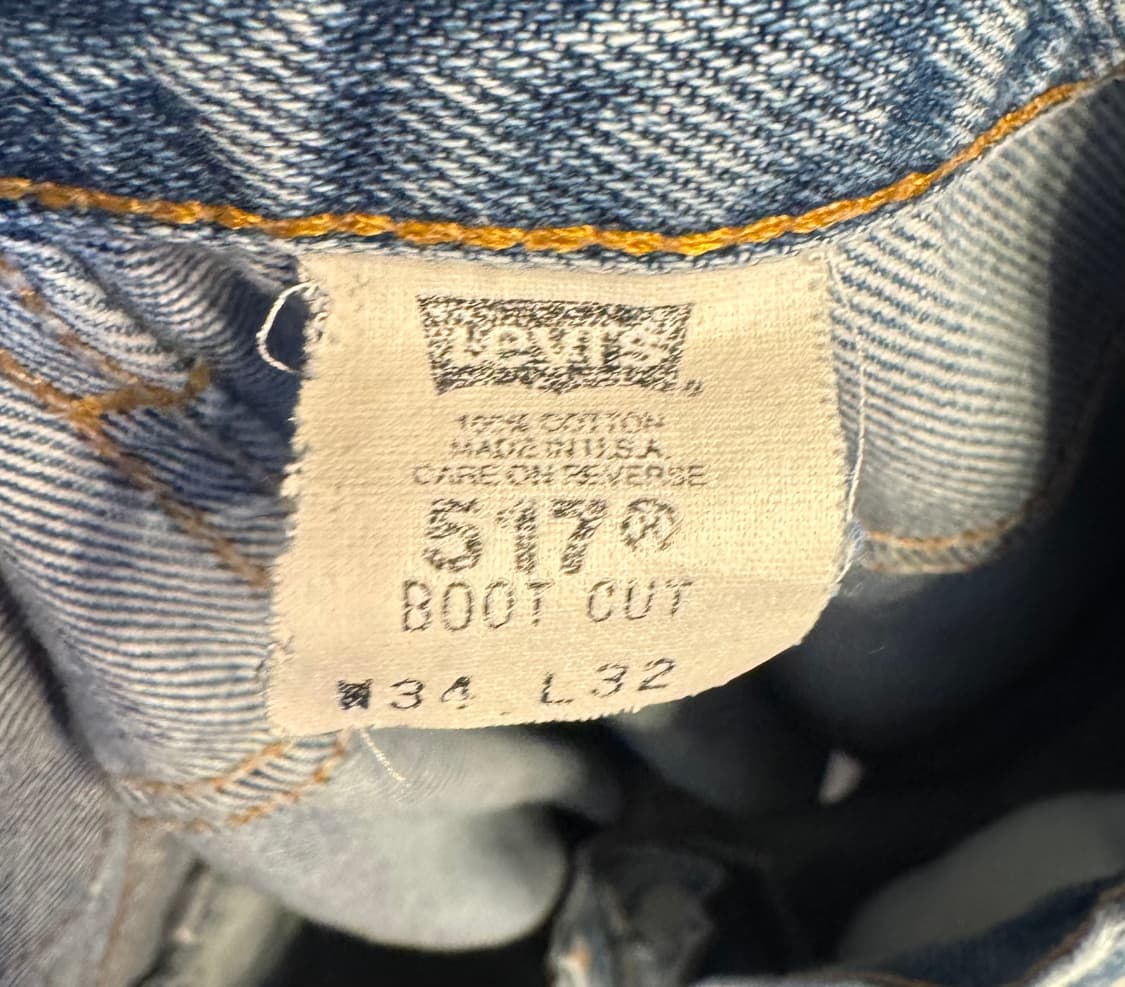 Levi's
100% COTTON
MADE IN U.S.A.
CARE ON REVERSE
517®
BOOT CUT
W34 L32